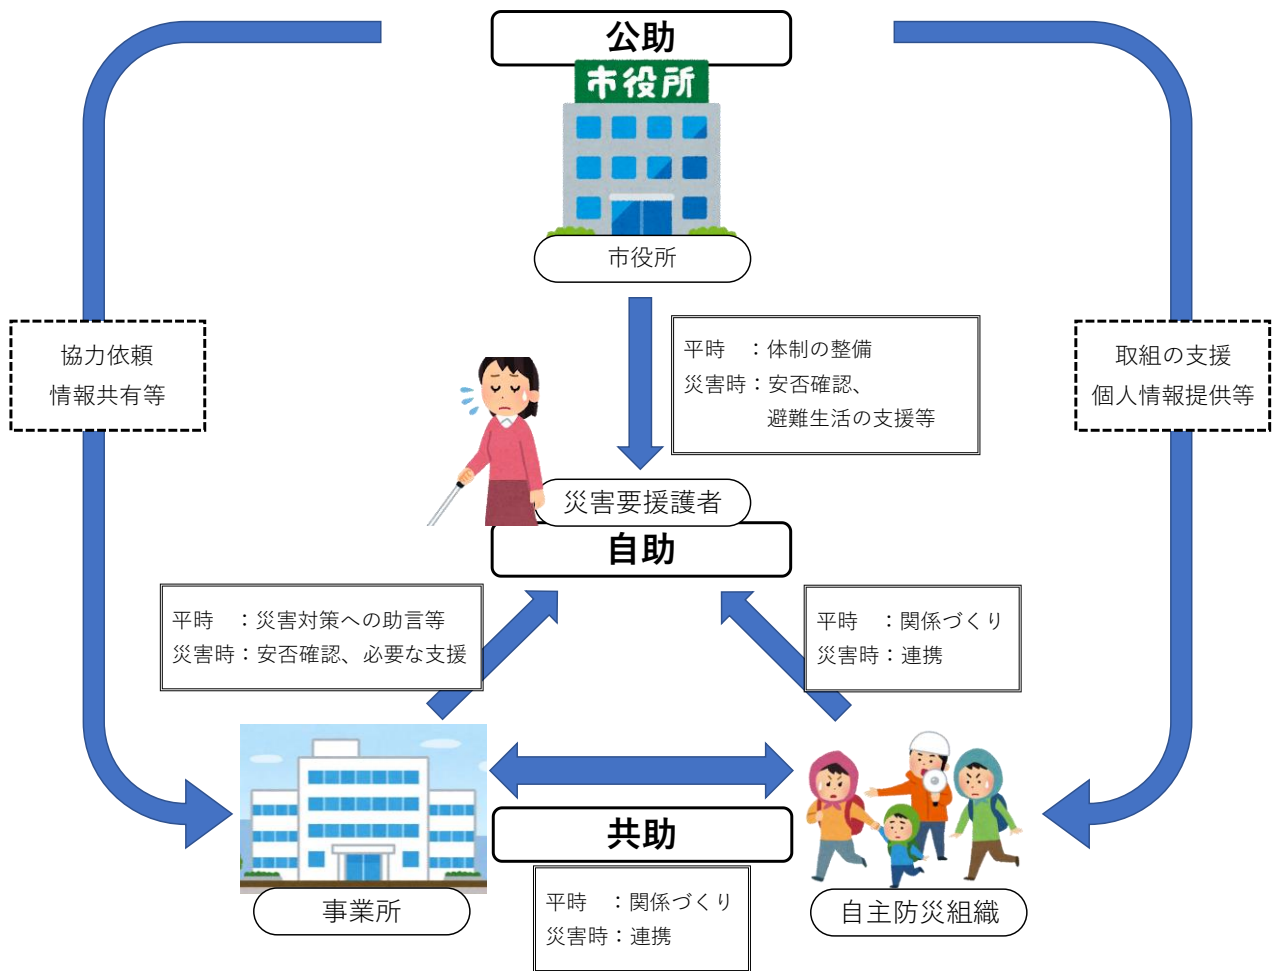 公助
市役所
市役所
協力依頼
情報共有等
平時　：体制の整備
災害時：安否確認、
避難生活の支援等
取組の支援
個人情報提供等
災害要援護者
自助
平時　：災害対策への助言等
災害時：安否確認、必要な支援
平時　：関係づくり
災害時：連携
共助
平時　：関係づくり
災害時：連携
事業所
自主防災組織